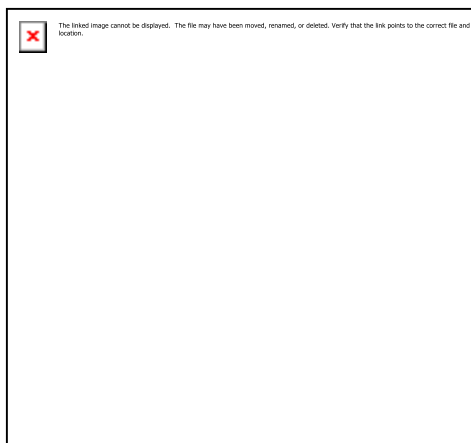 The linked image cannot be displayed.  The file may have been moved, renamed, or deleted. Verify that the link points to the correct file and
location.